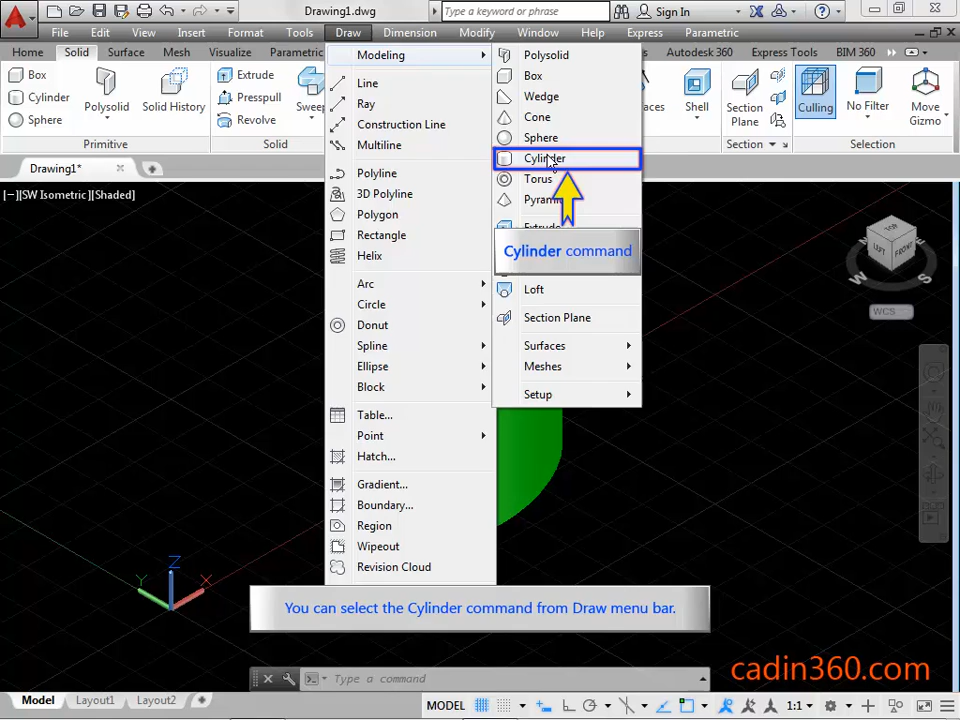 Drawing1.dwg
Type a keyword or phrase
Sign In
File Edit View Insert Format Tools Draw Dimension Modify Window Help Express Parametric
Home Solid Surface Mesh Visualize Parametric Autodesk 360 Express Tools BIM 360
Box
Cylinder
Sphere
Polysolid
Solid History
Primitive
Extrude
Presspull
Revolve
Sweep
Solid
Shell
Section
Plane
Section
Culling
No Filter
Move
Gizmo
Selection
Drawing1*
[−][SW Isometric][Shaded]
Modeling
Line
Ray
Construction Line
Multiline
Polyline
3D Polyline
Polygon
Rectangle
Helix
Arc
Circle
Donut
Spline
Ellipse
Block
Table...
Point
Hatch...
Gradient...
Boundary...
Region
Wipeout
Revision Cloud
Polysolid
Box
Wedge
Cone
Sphere
Cylinder
Torus
Cylinder command
Loft
Section Plane
Surfaces
Meshes
Setup
TOP
LEFT
FRONT
W
S
WCS
Z
Y
X
You can select the Cylinder command from Draw menu bar.
Type a command
cadin360.com
Model Layout1 Layout2
MODEL
1:1